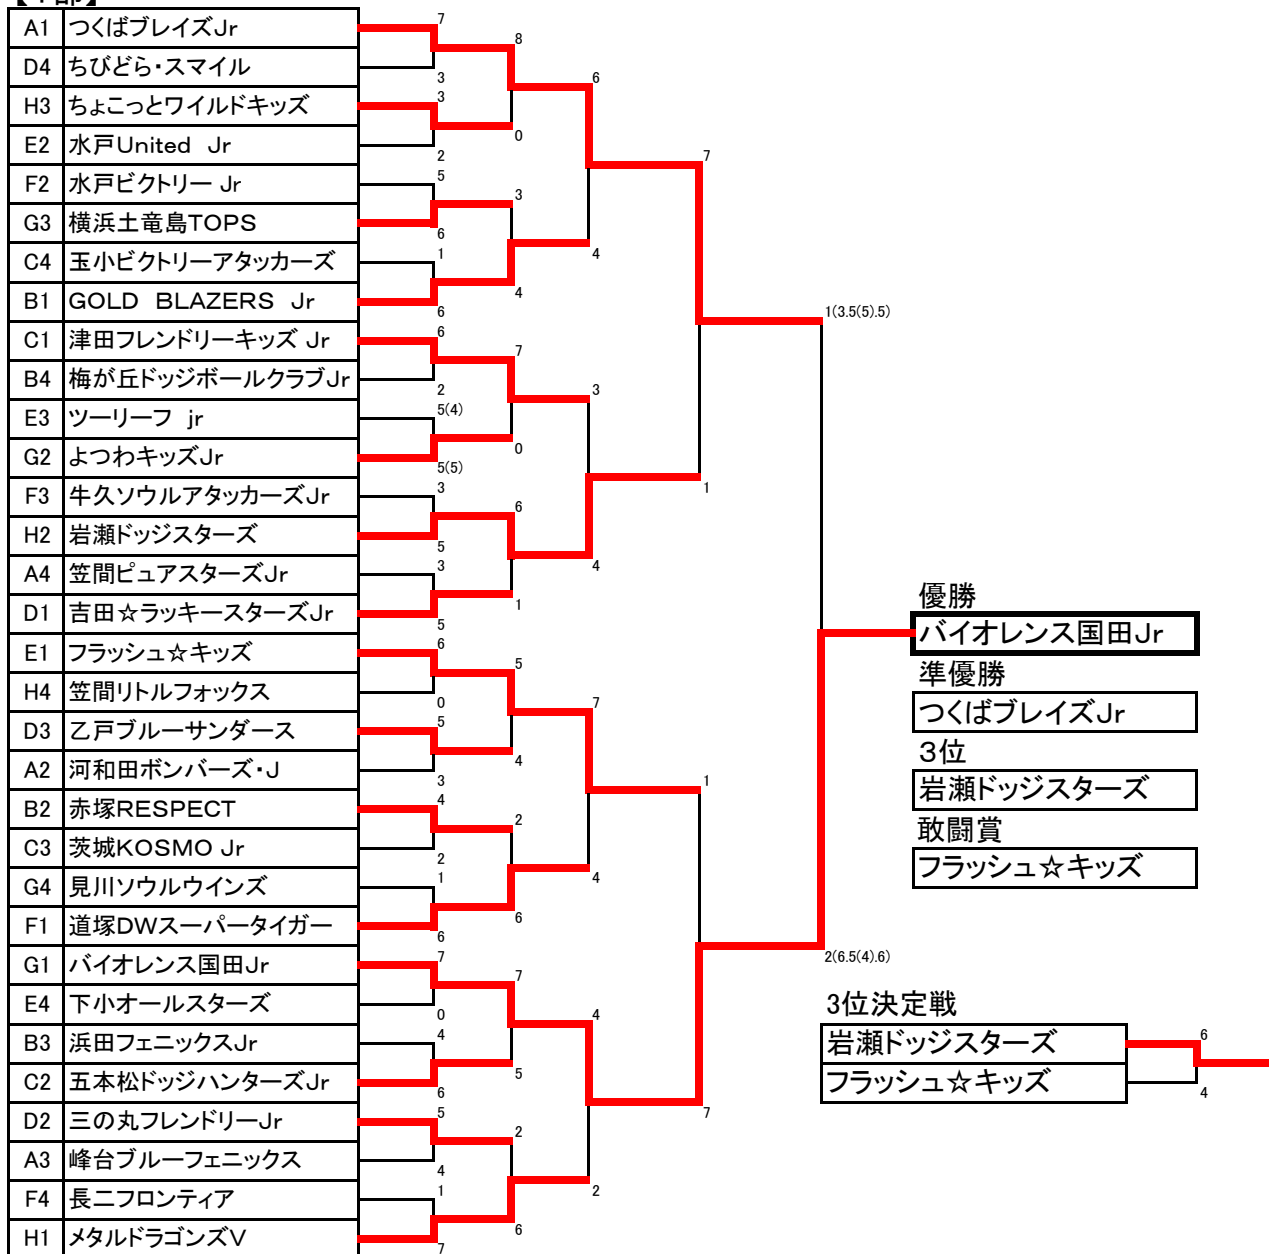 A1 つくばブレイズJr
D4 ちびどら・スマイル
H3 ちょこっとワイルドキッズ
E2 水戸United Jr
F2 水戸ビクトリー Jr
G3 横浜土竜島TOPS
C4 玉小ビクトリーアタッカーズ
B1 GOLD BLAZERS Jr
C1 津田フレンドリーキッズ Jr
B4 梅が丘ドッジボールクラブJr
E3 ツーリーフ jr
G2 よつわキッズJr
F3 牛久ソウルアタッカーズJr
H2 岩瀬ドッジスターズ
A4 笠間ピュアスターズJr
D1 吉田☆ラッキースターズJr
E1 フラッシュ☆キッズ
H4 笠間リトルフォックス
D3 乙戸ブルーサンダース
A2 河和田ボンバーズ・J
B2 赤塚RESPECT
C3 茨城KOSMO Jr
G4 見川ソウルウインズ
F1 道塚DWスーパータイガー
G1 バイオレンス国田Jr
E4 下小オールスターズ
B3 浜田フェニックスJr
C2 五本松ドッジハンターズJr
D2 三の丸フレンドリーJr
A3 峰台ブルーフェニックス
F4 長二フロンティア
H1 メタルドラゴンズV
7
3
3
2
5
6
1
6
6
2
5(4)
5(5)
3
5
3
5
6
0
5
3
4
2
1
6
7
0
4
6
5
4
1
7
8
0
3
4
7
0
6
1
5
4
2
6
7
5
2
6
6
4
3
4
7
4
4
2
7
1
1
7
1(3.5(5).5)
2(6.5(4).6)
優勝
バイオレンス国田Jr
準優勝
つくばブレイズJr
3位
岩瀬ドッジスターズ
敢闘賞
フラッシュ☆キッズ
3位決定戦
岩瀬ドッジスターズ
フラッシュ☆キッズ
6
4